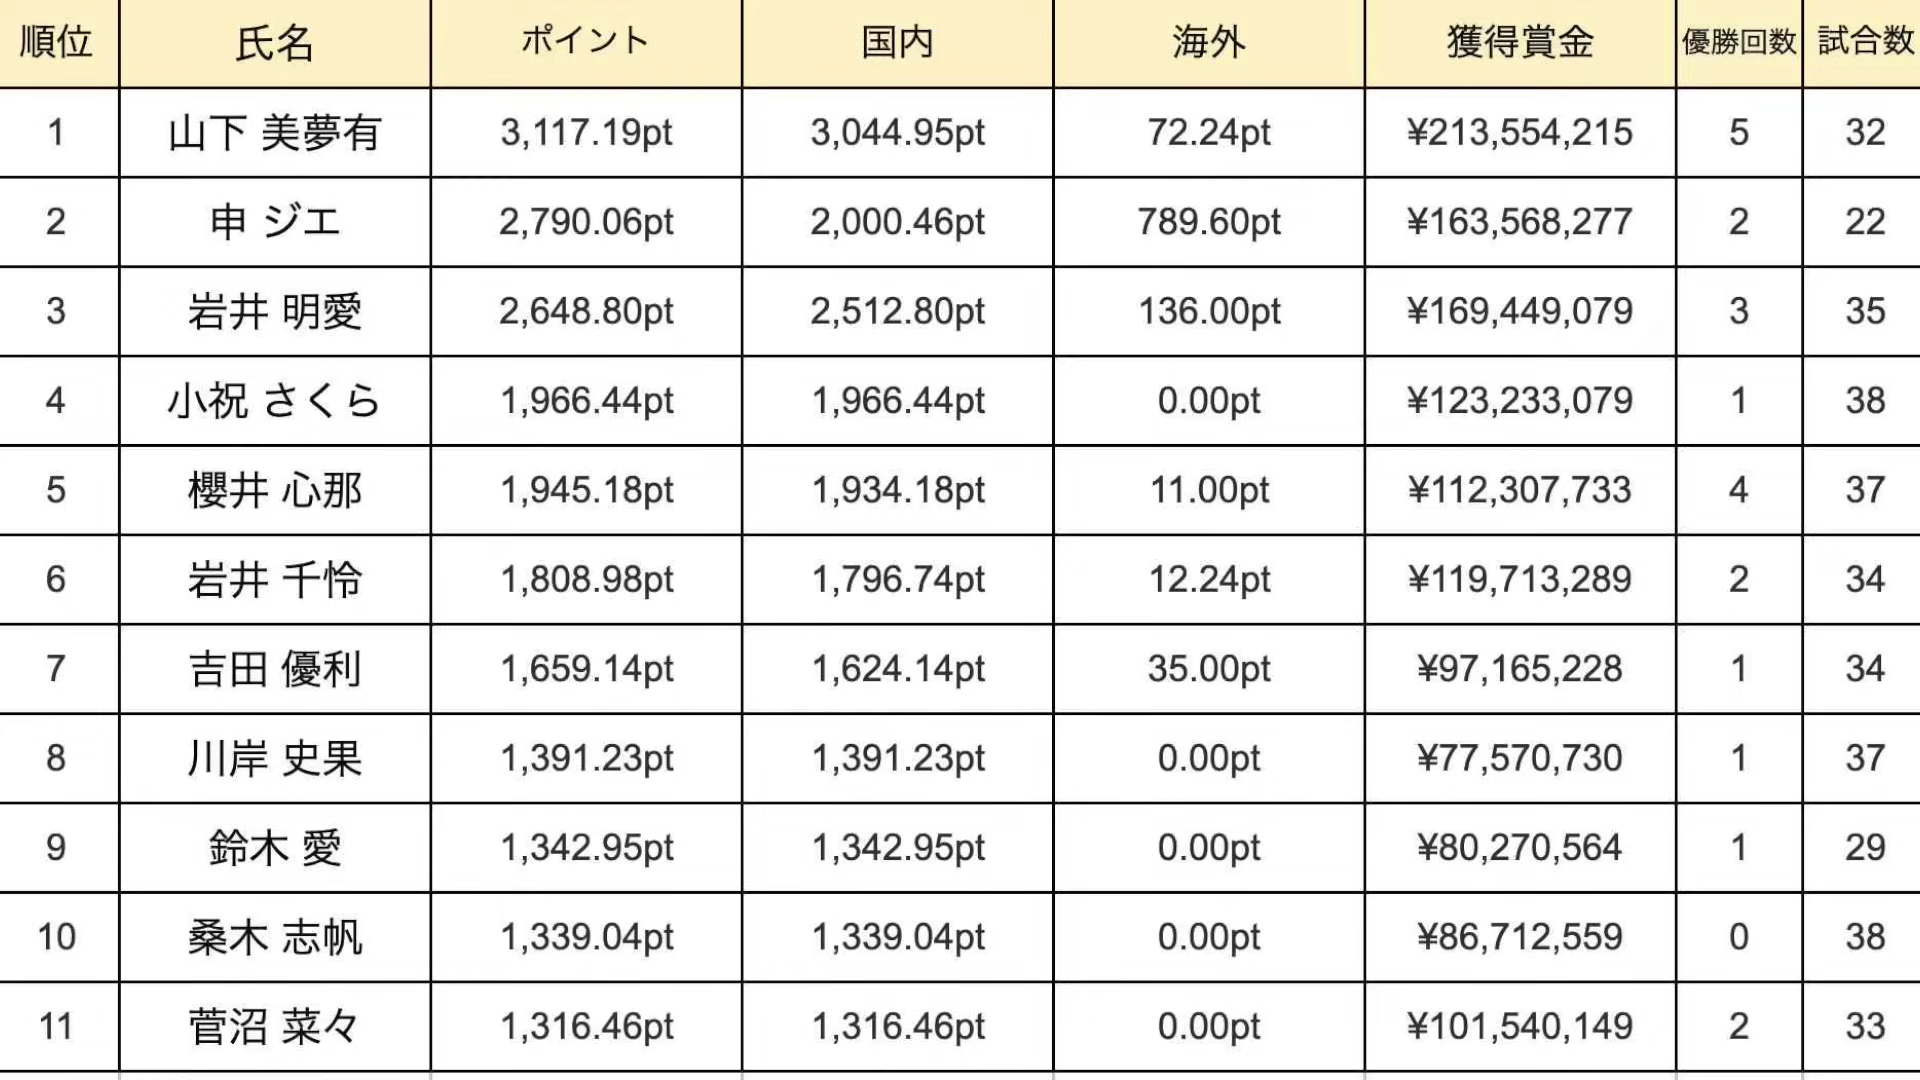 順位 氏名 ポイント 国内 海外 獲得賞金 優勝回数 試合数
1 山下 美夢有 3,117.19pt 3,044.95pt 72.24pt ¥213,554,215 5 32
2 申 ジエ 2,790.06pt 2,000.46pt 789.60pt ¥163,568,277 2 22
3 岩井 明愛 2,648.80pt 2,512.80pt 136.00pt ¥169,449,079 3 35
4 小祝 さくら 1,966.44pt 1,966.44pt 0.00pt ¥123,233,079 1 38
5 櫻井 心那 1,945.18pt 1,934.18pt 11.00pt ¥112,307,733 4 37
6 岩井 千怜 1,808.98pt 1,796.74pt 12.24pt ¥119,713,289 2 34
7 吉田 優利 1,659.14pt 1,624.14pt 35.00pt ¥97,165,228 1 34
8 川岸 史果 1,391.23pt 1,391.23pt 0.00pt ¥77,570,730 1 37
9 鈴木 愛 1,342.95pt 1,342.95pt 0.00pt ¥80,270,564 1 29
10 桑木 志帆 1,339.04pt 1,339.04pt 0.00pt ¥86,712,559 0 38
11 菅沼 菜々 1,316.46pt 1,316.46pt 0.00pt ¥101,540,149 2 33